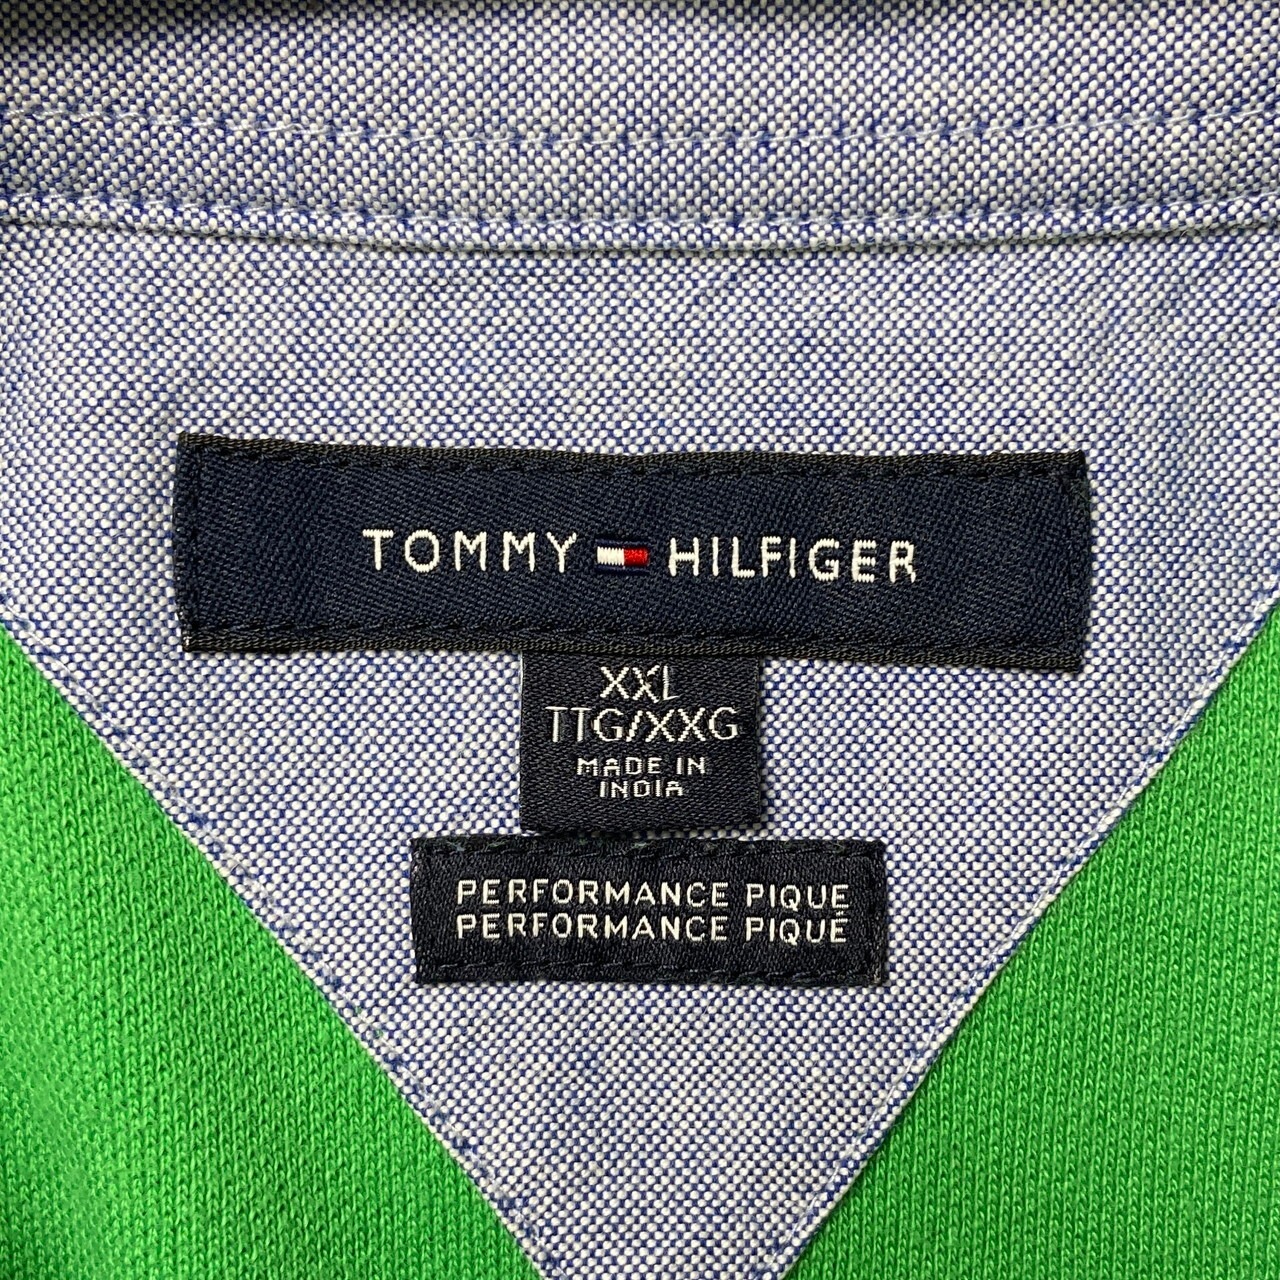 TOMMY HILFIGER
XXL
TTG/XXG
MADE IN
INDIA
PERFORMANCE PIQUE
PERFORMANCE PIQUÉ